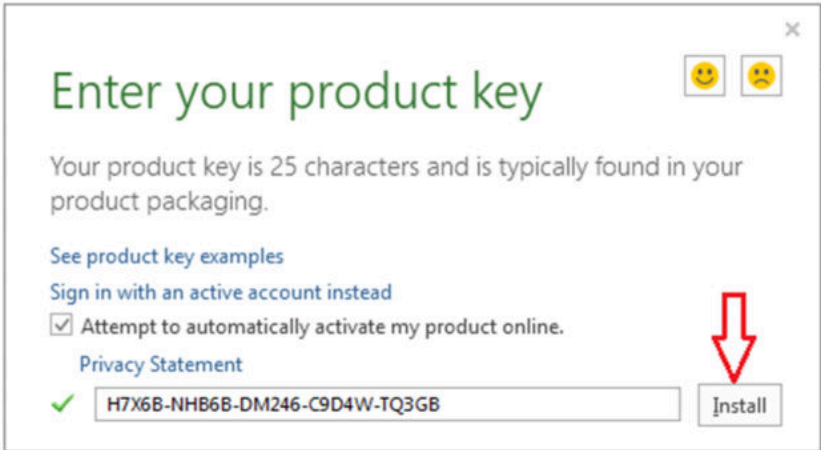 Enter your product key
Your product key is 25 characters and is typically found in your
product packaging.
See product key examples
Sign in with an active account instead
Attempt to automatically activate my product online.
Privacy Statement
H7X6B-NHB6B-DM246-C9D4W-TQ3GB
Install